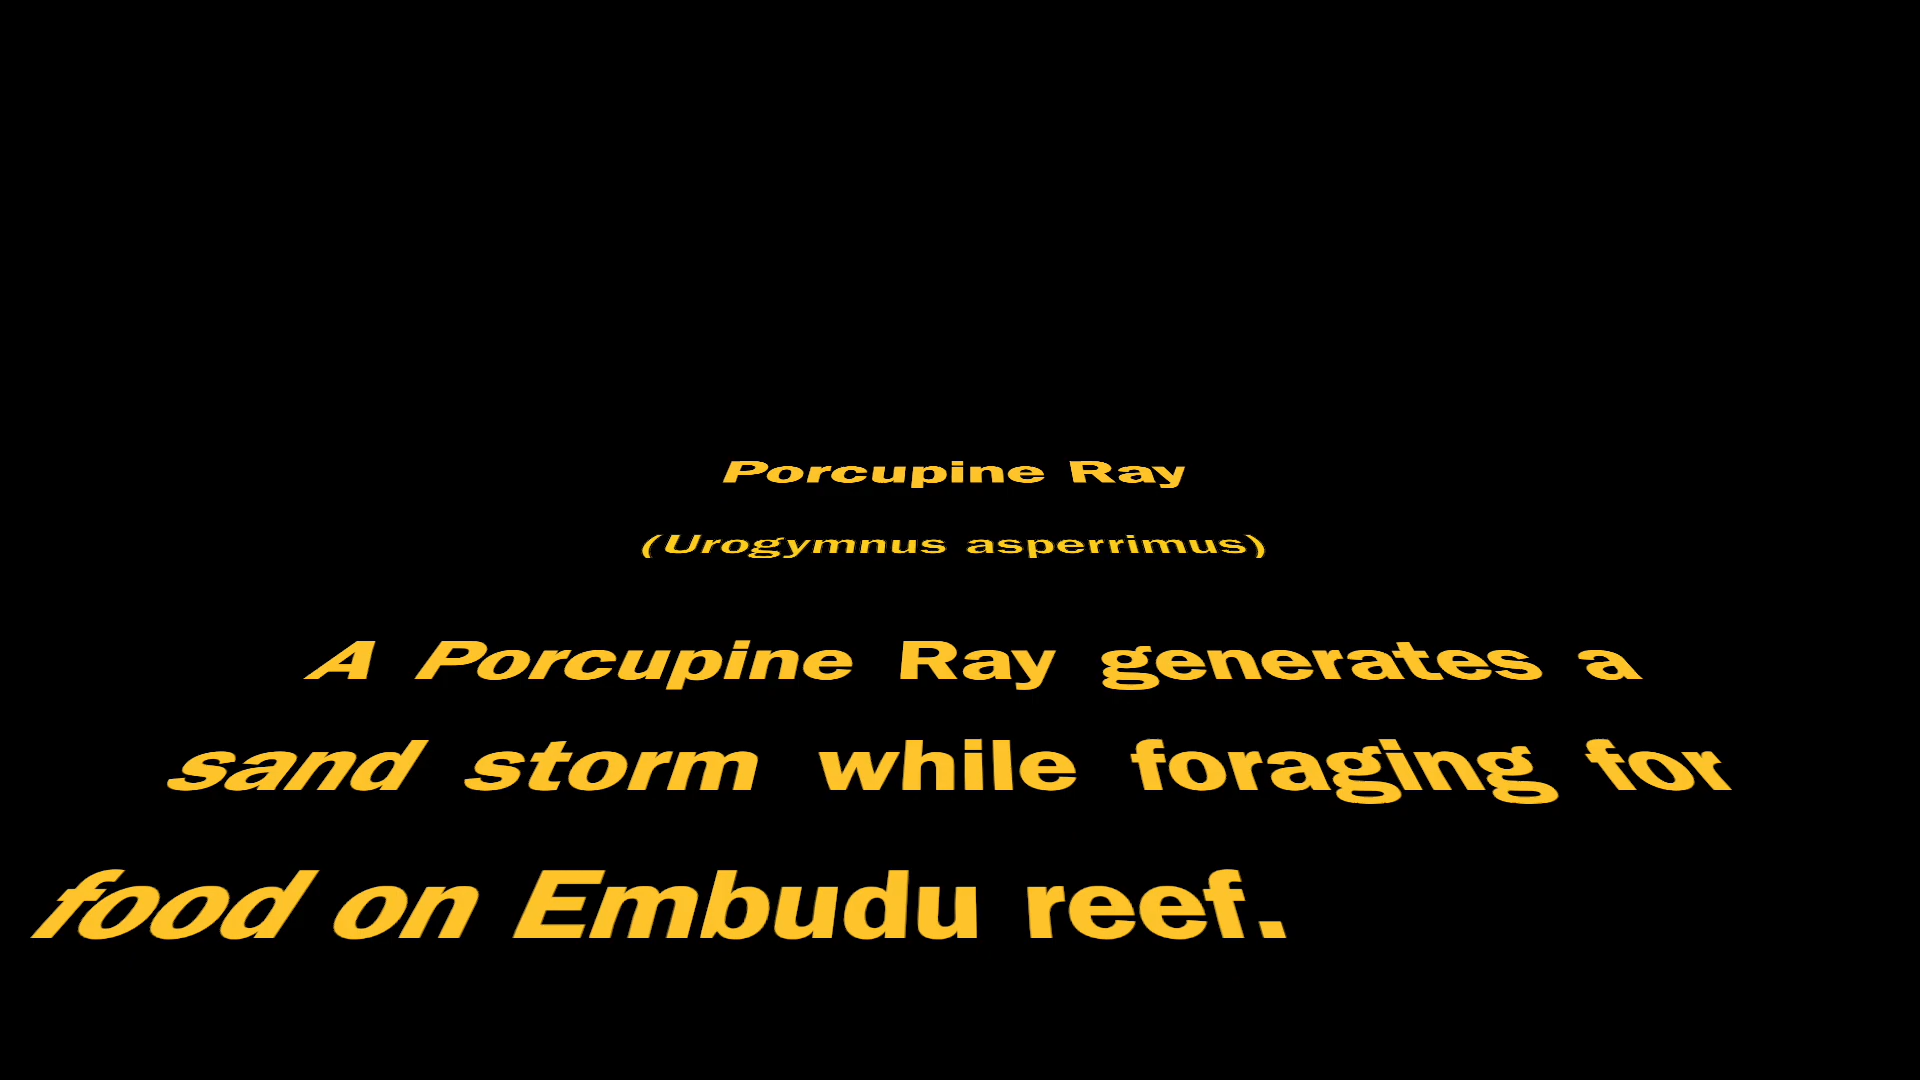 Porcupine Ray
(Urogymnus asperrimus)
A Porcupine Ray generates a
sand storm while foraging for
food on Embudu reef.